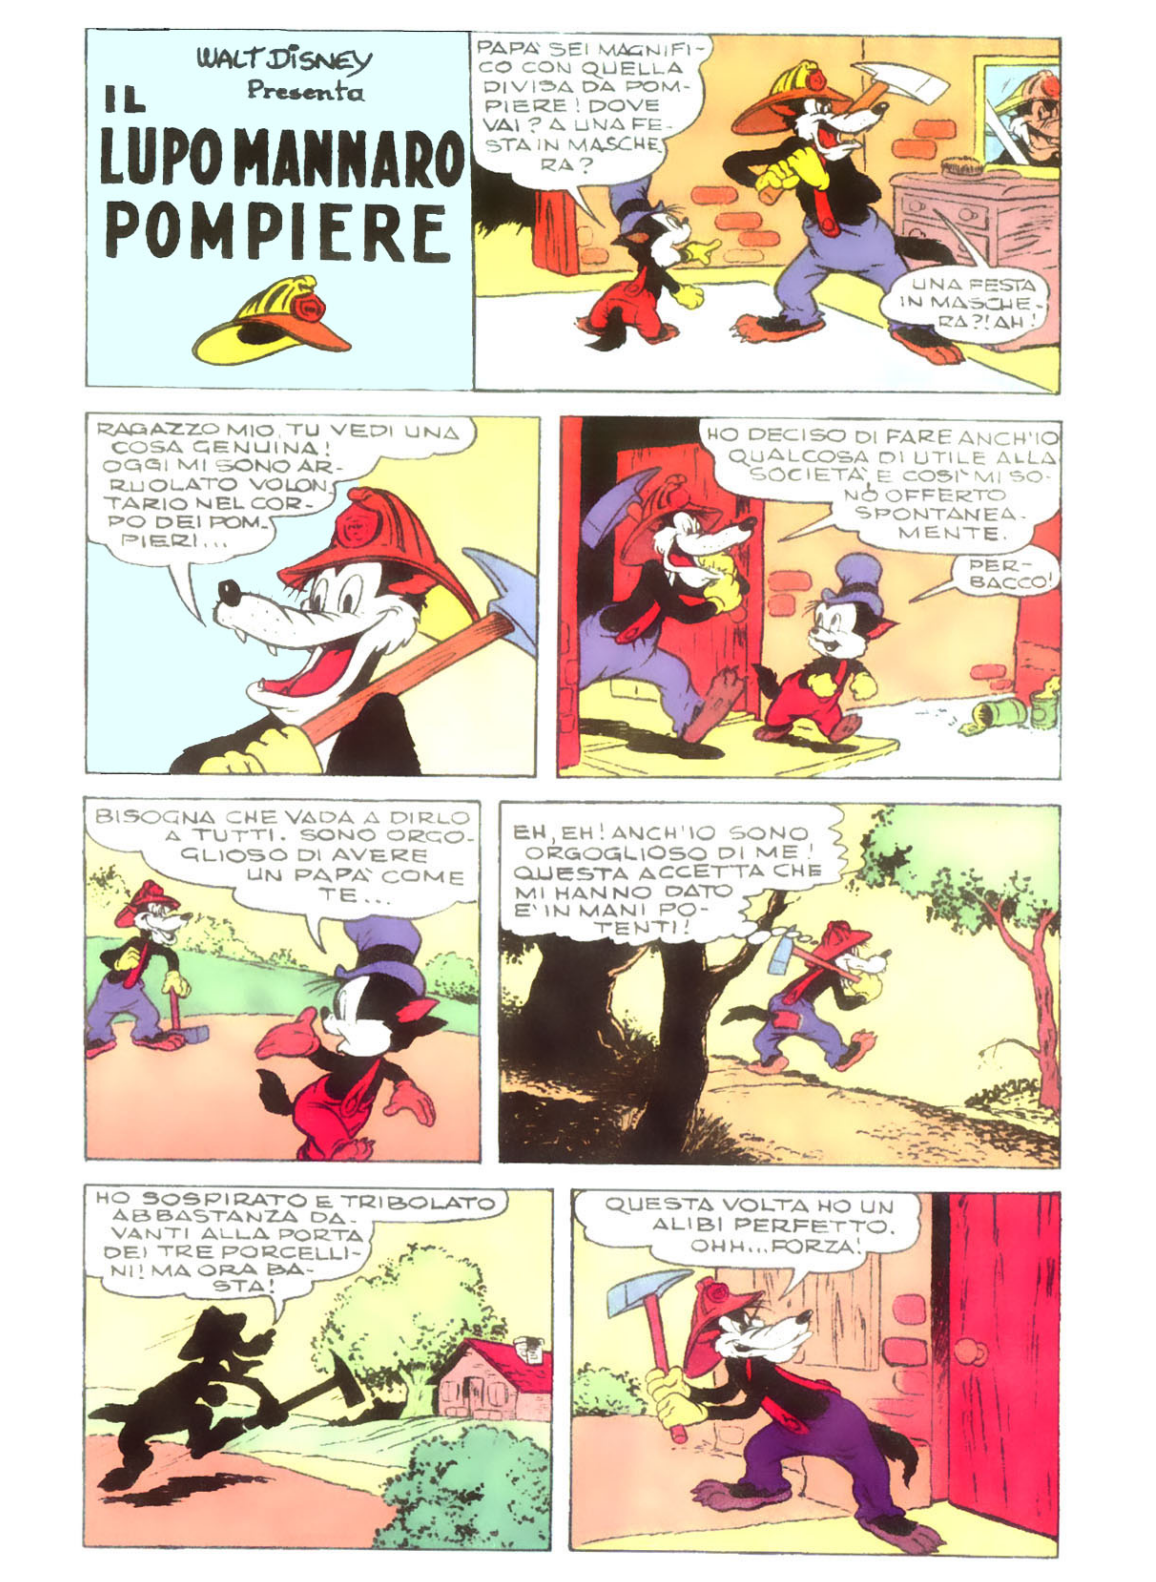 WALT DISNEY
Presenta
IL
LUPO MANNARO
POMPIERE
PAPA' SEI MAGNIFI-
CO CON QUELLA
DIVISA DA POM-
PIERE! DOVE
VAI? A UNA FE-
STA IN MASCHE
RA?
UNA FESTA
IN MASCHE-
RA?! AH!
RAGAZZO MIO, TU VEDI UNA
COSA GENUINA!
OGGI MI SONO AR-
RUOLATO VOLON
TARIO NEL COR-
PO DEI POM-
PIERI...
HO DECISO DI FARE ANCH'IO
QUALCOSA DI UTILE ALLA
SOCIETA', E COSI' MI SO-
NO OFFERTO
SPONTANEA-
MENTE.
PER-
BACCO!
BISOGNA CHE VADA A DIRLO
A TUTTI. SONO ORGO-
GLIOSO DI AVERE
UN PAPA' COME
TE...
EH, EH! ANCH'IO SONO
ORGOGLIOSO DI ME!
QUESTA ACCETTA CHE
MI HANNO DATO
E' IN MANI PO-
TENTI!
HO SOSPIRATO E TRIBOLATO
ABBASTANZA DA-
VANTI ALLA PORTA
DEI TRE PORCELLI-
NI! MA ORA BA-
STA!
QUESTA VOLTA HO UN
ALIBI PERFETTO.
OHH... FORZA!